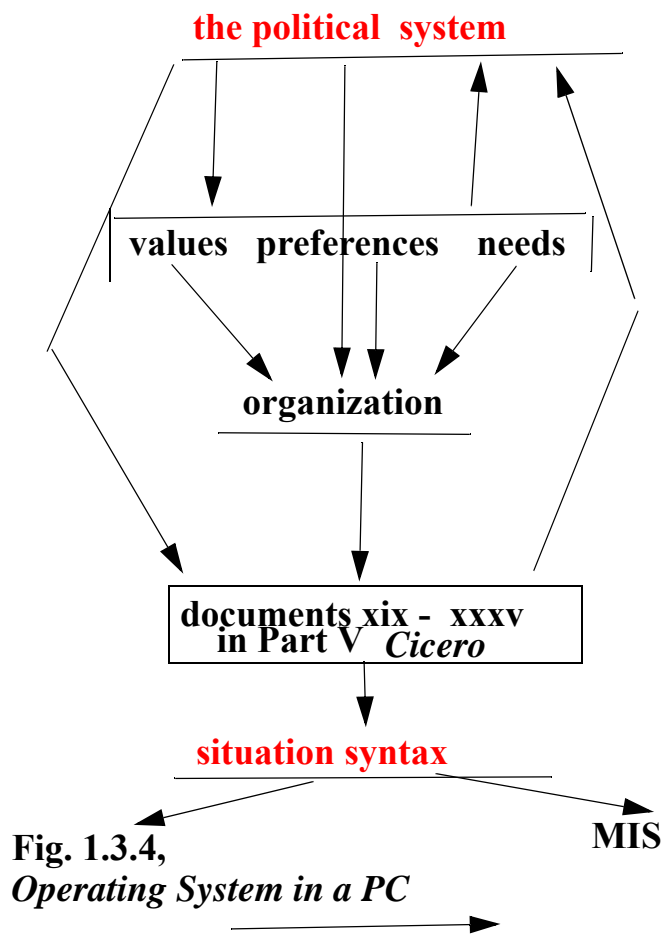 the political system
values preferences needs
organization
documents xix - xxxv
in Part V Cicero
situation syntax
MIS
Fig. 1.3.4,
Operating System in a PC